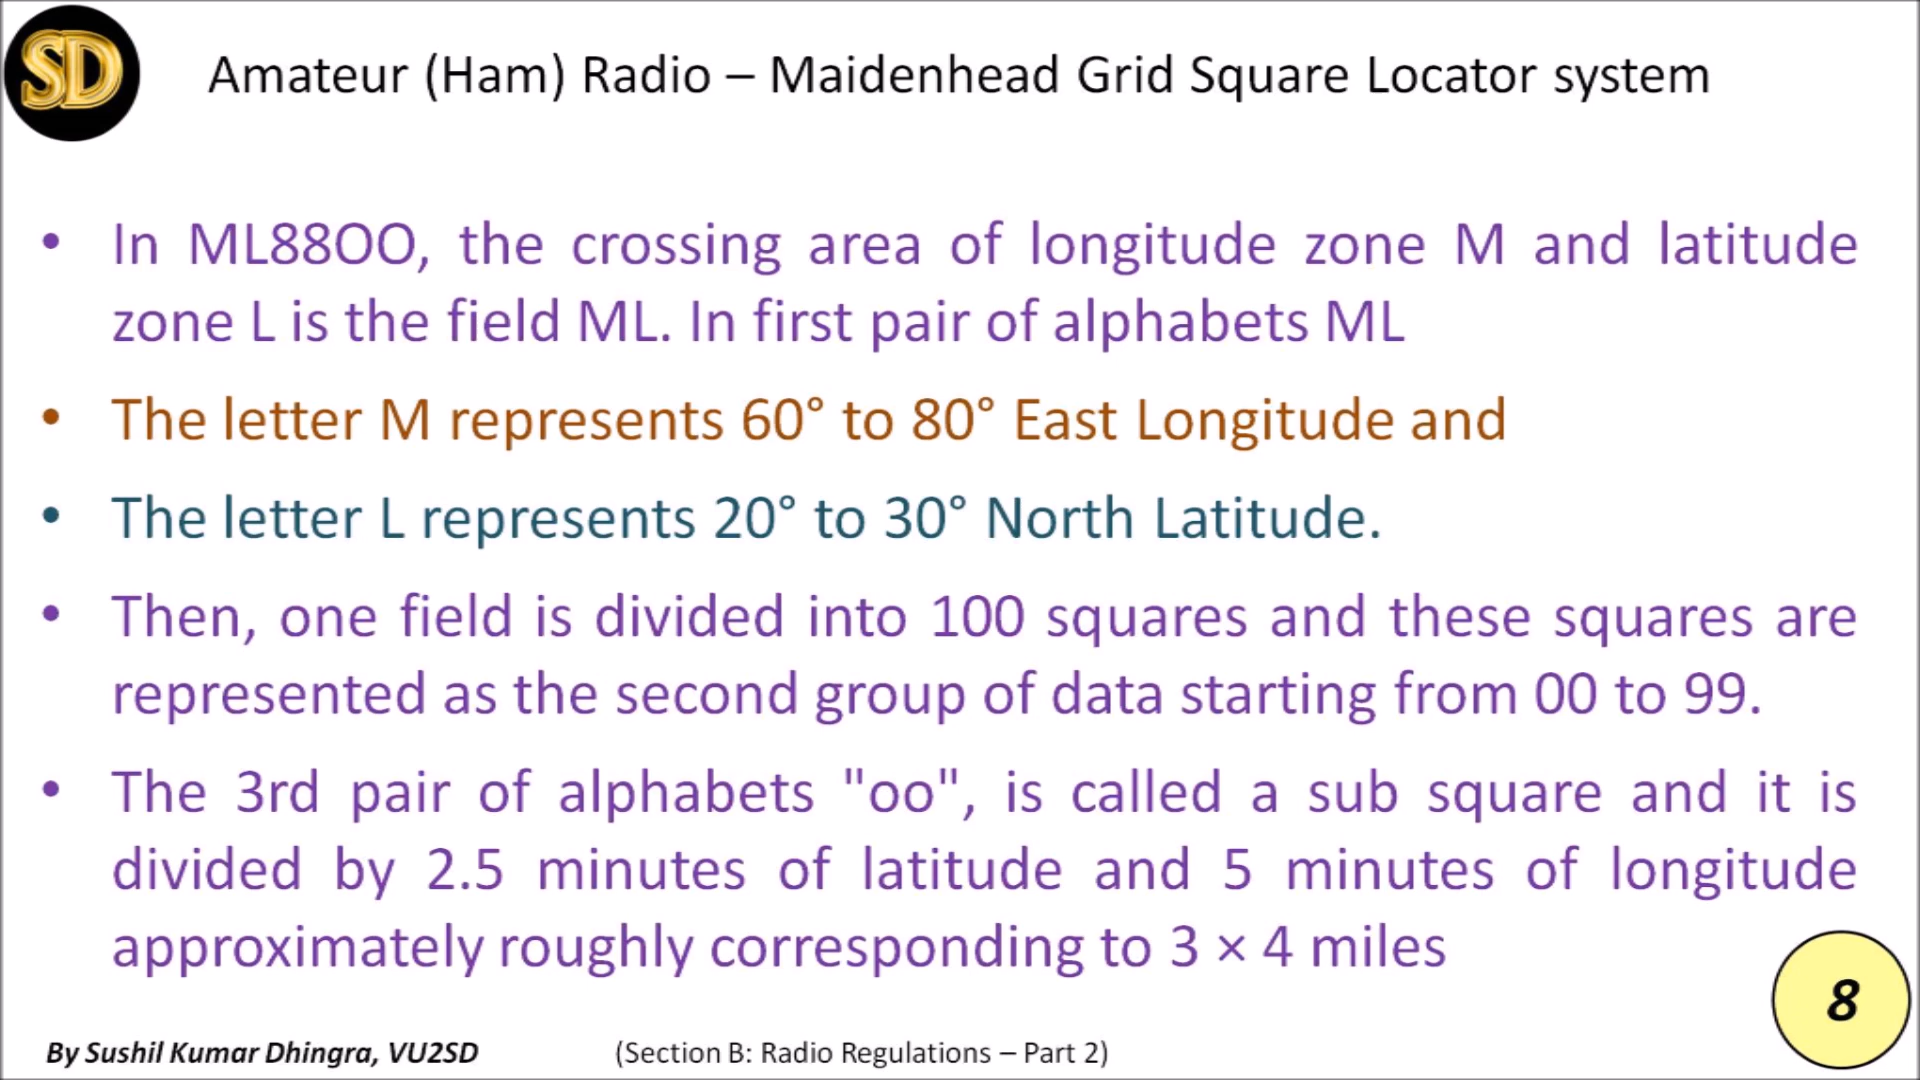 SD
Amateur (Ham) Radio – Maidenhead Grid Square Locator system
• In ML88OO, the crossing area of longitude zone M and latitude
zone L is the field ML. In first pair of alphabets ML
• The letter M represents 60° to 80° East Longitude and
• The letter L represents 20° to 30° North Latitude.
• Then, one field is divided into 100 squares and these squares are
represented as the second group of data starting from 00 to 99.
• The 3rd pair of alphabets "oo", is called a sub square and it is
divided by 2.5 minutes of latitude and 5 minutes of longitude
approximately roughly corresponding to 3 × 4 miles
8
By Sushil Kumar Dhingra, VU2SD (Section B: Radio Regulations – Part 2)